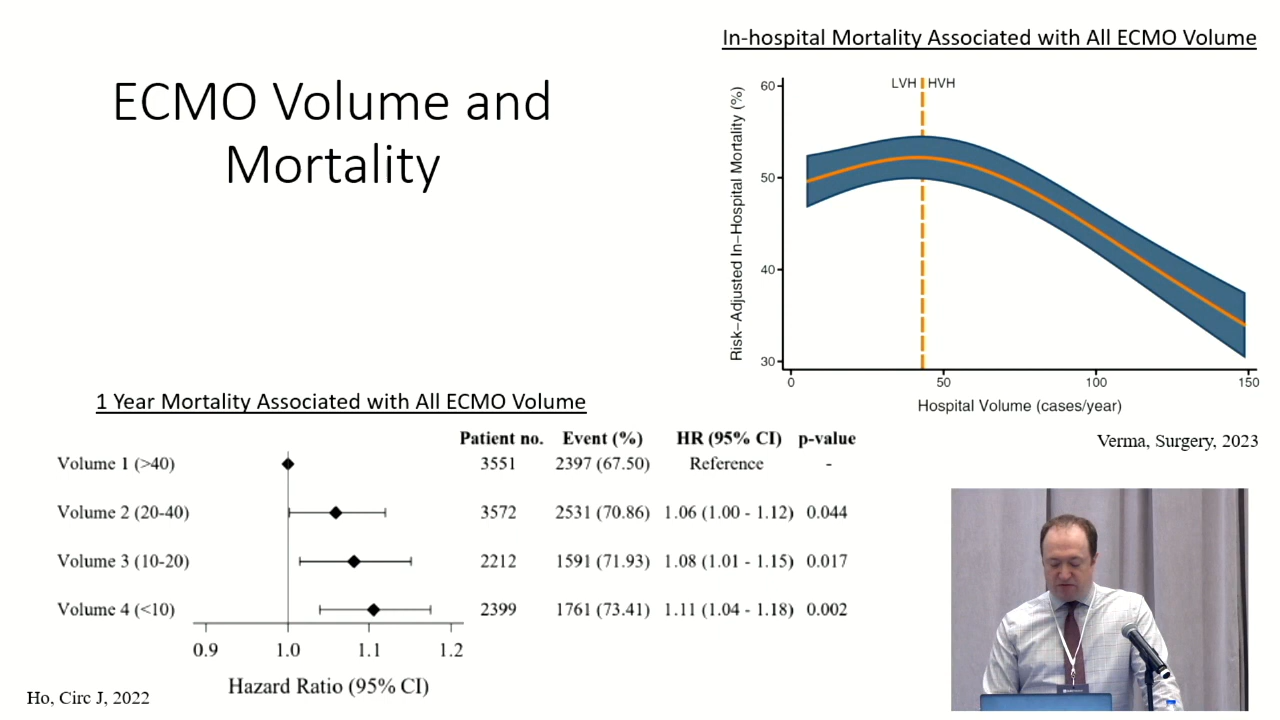 ECMO Volume and
Mortality
In-hospital Mortality Associated with All ECMO Volume
LVH HVH
Risk–Adjusted In–Hospital Mortality (%)
60
50
40
30
0 50 100 150
Hospital Volume (cases/year)
Verma, Surgery, 2023
1 Year Mortality Associated with All ECMO Volume
Patient no. Event (%) HR (95% CI) p-value
Volume 1 (>40) 3551 2397 (67.50) Reference -
Volume 2 (20-40) 3572 2531 (70.86) 1.06 (1.00 - 1.12) 0.044
Volume 3 (10-20) 2212 1591 (71.93) 1.08 (1.01 - 1.15) 0.017
Volume 4 (<10) 2399 1761 (73.41) 1.11 (1.04 - 1.18) 0.002
0.9 1.0 1.1 1.2
Hazard Ratio (95% CI)
Ho, Circ J, 2022